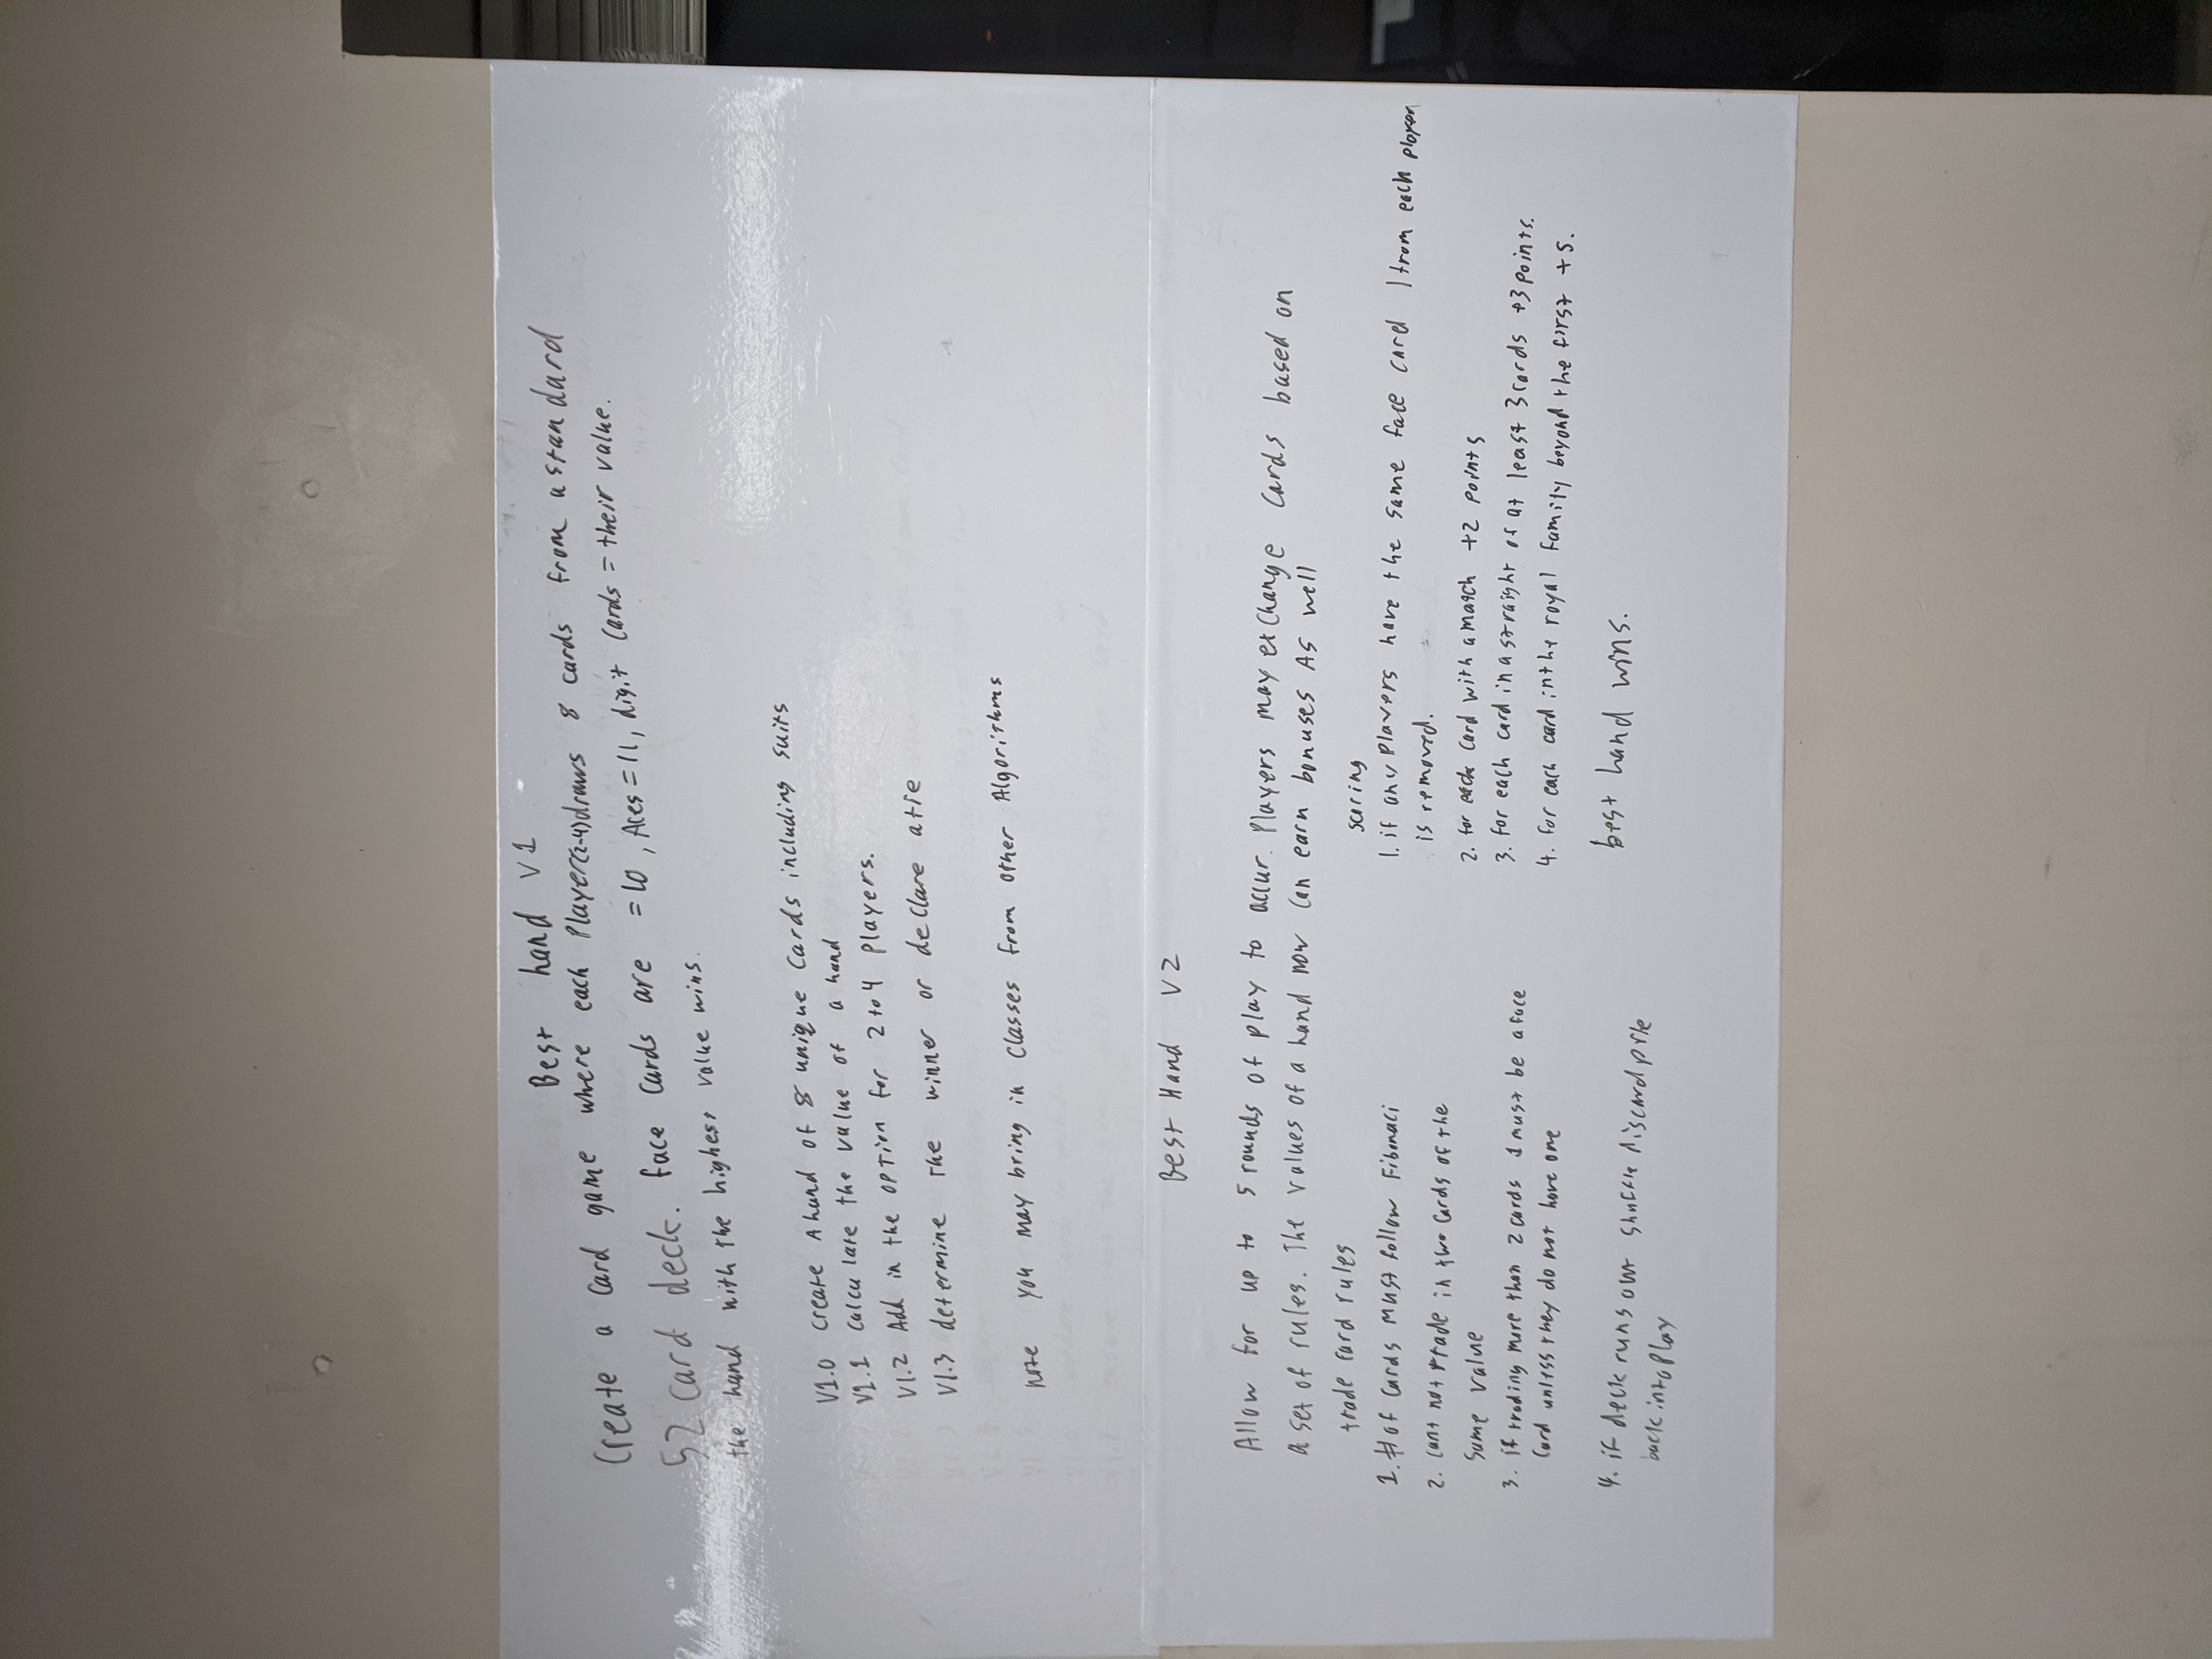 Best hand V1
Create a Card game where each Player(2-4) draws 8 cards from a standard
52 card deck. face Cards are =10, Aces=11, digit Cards = their value.
the hand with the highest value wins.
V1.0 Create A hand of 8 unique Cards including suits
V1.1 Calculate the value of a hand
V1.2 Add in the option for 2 to 4 Players.
V1.3 determine the winner or declare a tie
note you may bring in Classes from other Algorithms
Best Hand V2
Allow for up to 5 rounds of play to occur. Players may exchange Cards based on
a set of rules. The values of a hand now Can earn bonuses As well
trade card rules
1. # of Cards Must follow Fibonaci
2. Cant not trade in two Cards of the
Same value
3. if trading more than 2 cards 1 must be a face
Card unless they do not have one
4. if deck runs out Shuffle discard pile
back into Play
scoring
1. if any Players have the same face card 1 from each player
is removed.
2. for each card with a match +2 points
3. for each card in a straight of at least 3 cards +3 points.
4. for each card in the royal family beyond the first +5.
best hand wins.